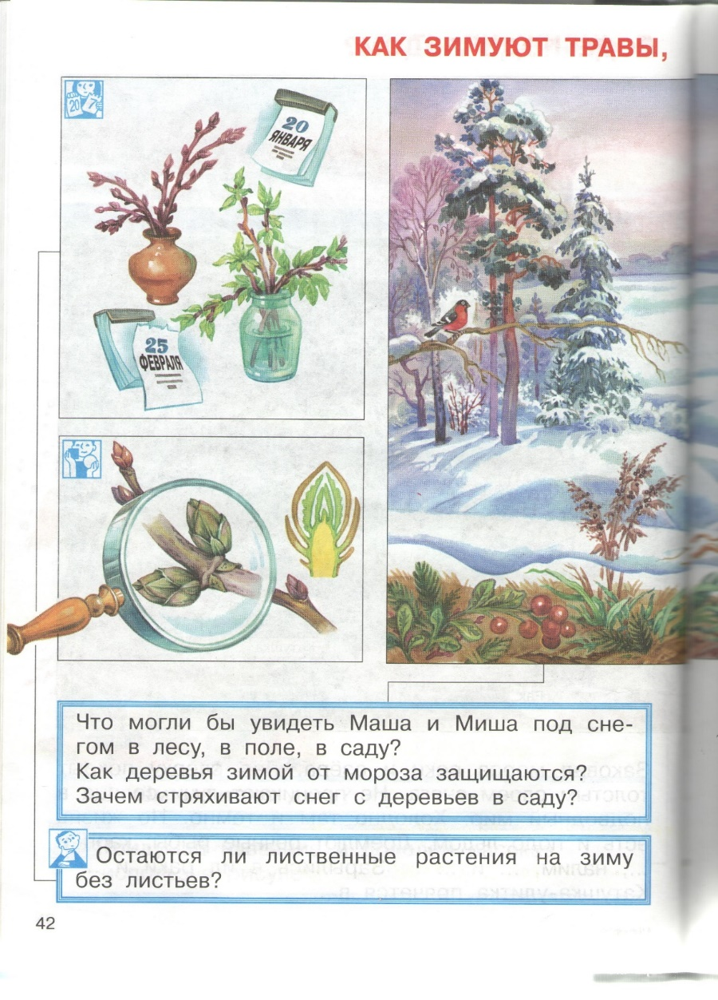 КАК ЗИМУЮТ ТРАВЫ,
20 7
20
ЯНВАРЯ
25
ФЕВРАЛЯ
Что могли бы увидеть Маша и Миша под сне-
гом в лесу, в поле, в саду?
Как деревья зимой от мороза защищаются?
Зачем стряхивают снег с деревьев в саду?
Остаются ли лиственные растения на зиму
без листьев?
42